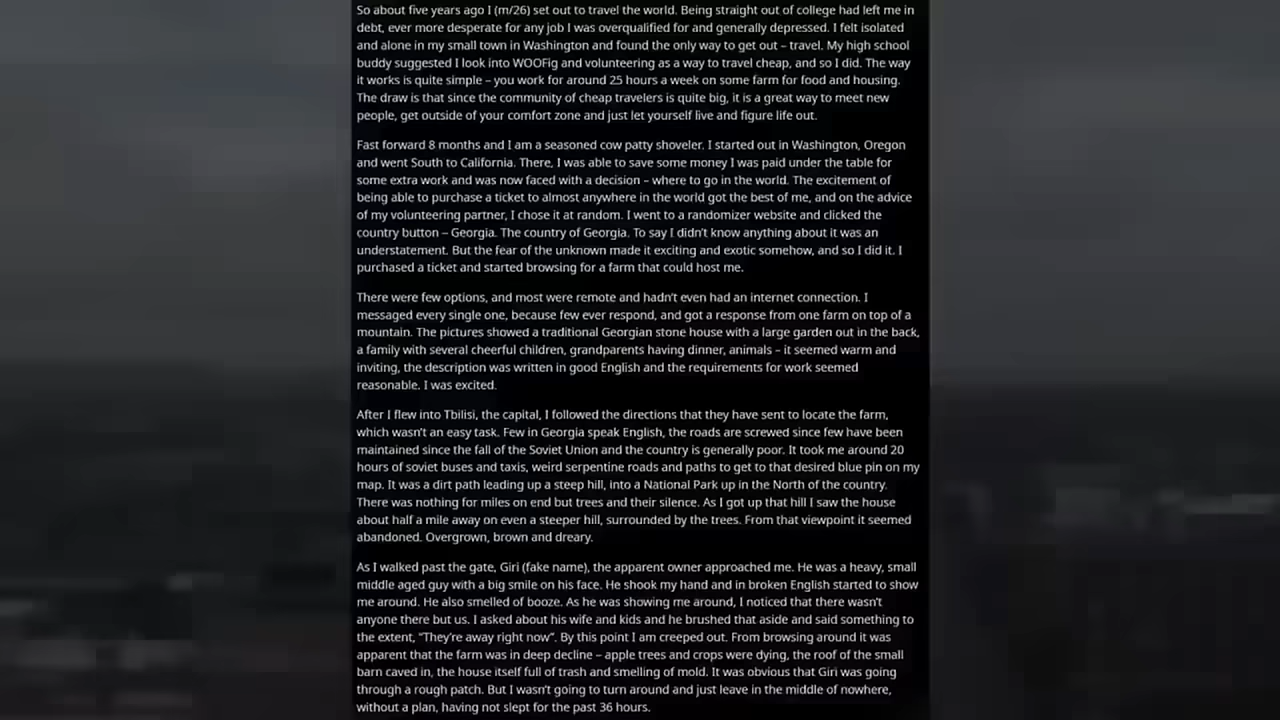 So about five years ago I (m/26) set out to travel the world. Being straight out of college had left me in
debt, ever more desperate for any job I was overqualified for and generally depressed. I felt isolated
and alone in my small town in Washington and found the only way to get out – travel. My high school
buddy suggested I look into WOOFig and volunteering as a way to travel cheap, and so I did. The way
it works is quite simple – you work for around 25 hours a week on some farm for food and housing.
The draw is that since the community of cheap travelers is quite big, it is a great way to meet new
people, get outside of your comfort zone and just let yourself live and figure life out.
Fast forward 8 months and I am a seasoned cow patty shoveler. I started out in Washington, Oregon
and went South to California. There, I was able to save some money I was paid under the table for
some extra work and was now faced with a decision – where to go in the world. The excitement of
being able to purchase a ticket to almost anywhere in the world got the best of me, and on the advice
of my volunteering partner, I chose it at random. I went to a randomizer website and clicked the
country button – Georgia. The country of Georgia. To say I didn't know anything about it was an
understatement. But the fear of the unknown made it exciting and exotic somehow, and so I did it. I
purchased a ticket and started browsing for a farm that could host me.
There were few options, and most were remote and hadn't even had an internet connection. I
messaged every single one, because few ever respond, and got a response from one farm on top of a
mountain. The pictures showed a traditional Georgian stone house with a large garden out in the back,
a family with several cheerful children, grandparents having dinner, animals – it seemed warm and
inviting, the description was written in good English and the requirements for work seemed
reasonable. I was excited.
After I flew into Tbilisi, the capital, I followed the directions that they have sent to locate the farm,
which wasn't an easy task. Few in Georgia speak English, the roads are screwed since few have been
maintained since the fall of the Soviet Union and the country is generally poor. It took me around 20
hours of soviet buses and taxis, weird serpentine roads and paths to get to that desired blue pin on my
map. It was a dirt path leading up a steep hill, into a National Park up in the North of the country.
There was nothing for miles on end but trees and their silence. As I got up that hill I saw the house
about half a mile away on even a steeper hill, surrounded by the trees. From that viewpoint it seemed
abandoned. Overgrown, brown and dreary.
As I walked past the gate, Giri (fake name), the apparent owner approached me. He was a heavy, small
middle aged guy with a big smile on his face. He shook my hand and in broken English started to show
me around. He also smelled of booze. As he was showing me around, I noticed that there wasn't
anyone there but us. I asked about his wife and kids and he brushed that aside and said something to
the extent, "They're away right now". By this point I am creeped out. From browsing around it was
apparent that the farm was in deep decline – apple trees and crops were dying, the roof of the small
barn caved in, the house itself full of trash and smelling of mold. It was obvious that Giri was going
through a rough patch. But I wasn't going to turn around and just leave in the middle of nowhere,
without a plan, having not slept for the past 36 hours.